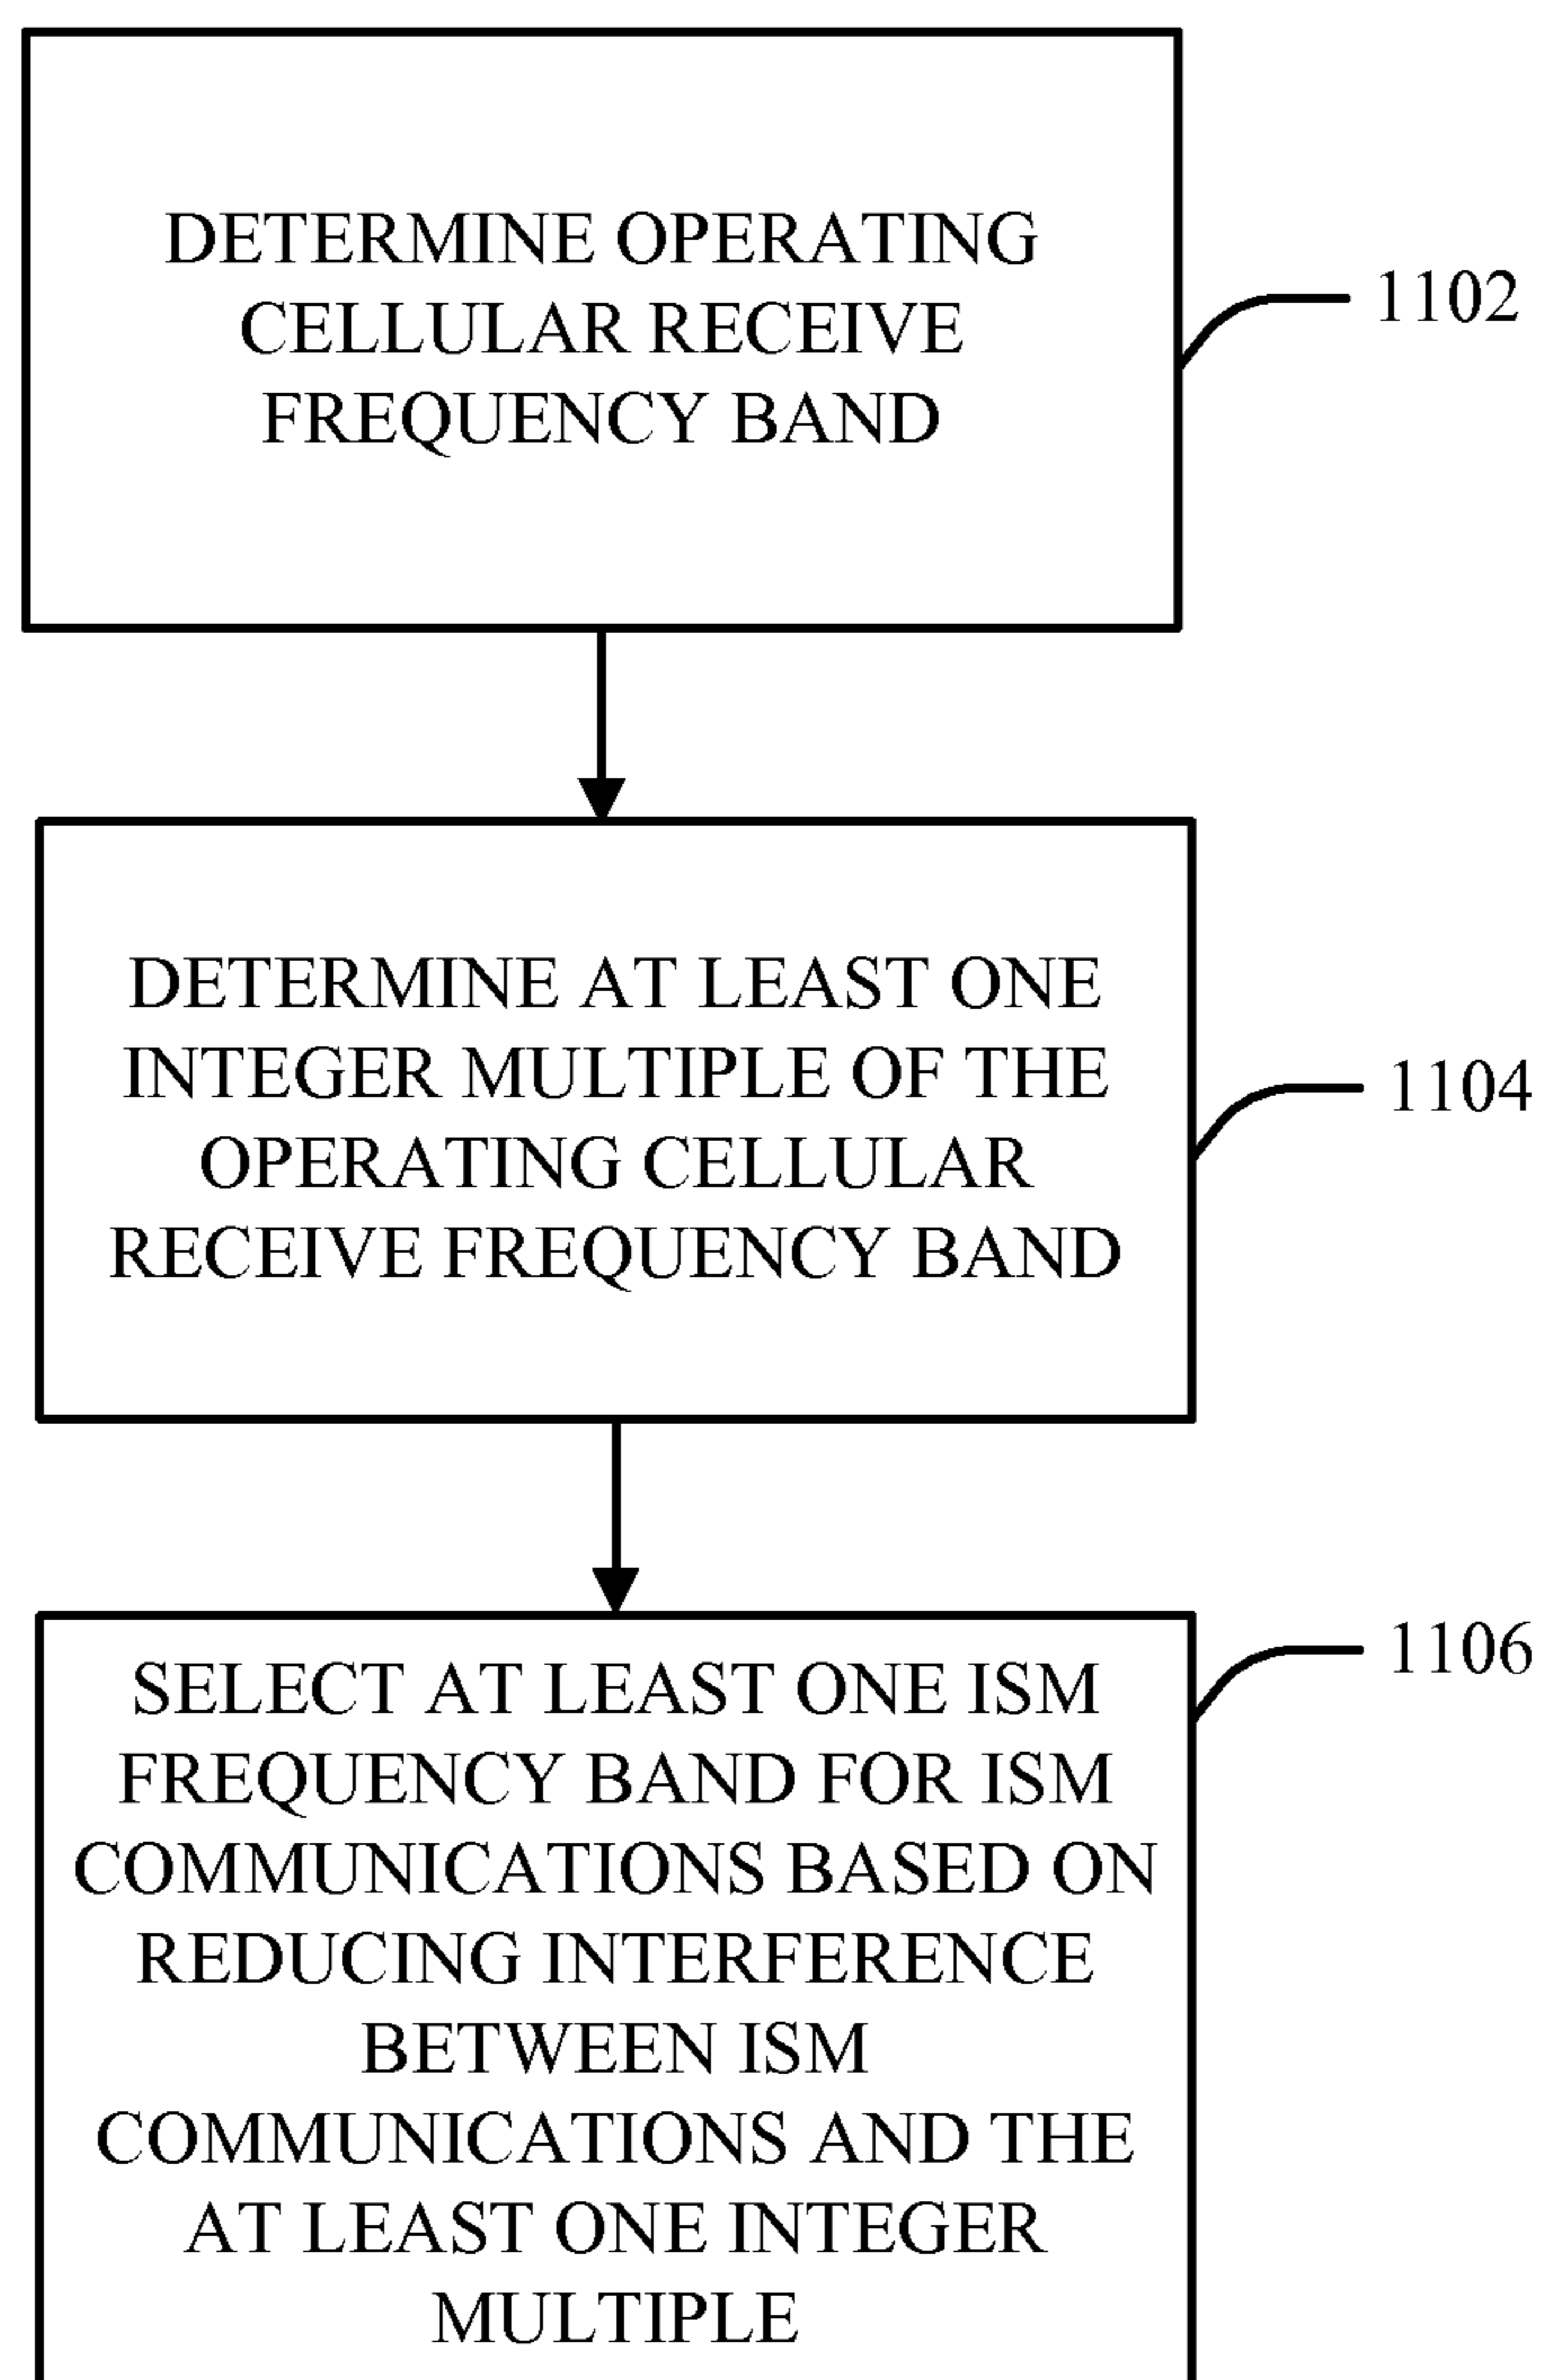 DETERMINE OPERATING
CELLULAR RECEIVE
FREQUENCY BAND
1102
DETERMINE AT LEAST ONE
INTEGER MULTIPLE OF THE
OPERATING CELLULAR
RECEIVE FREQUENCY BAND
1104
SELECT AT LEAST ONE ISM
FREQUENCY BAND FOR ISM
COMMUNICATIONS BASED ON
REDUCING INTERFERENCE
BETWEEN ISM
COMMUNICATIONS AND THE
AT LEAST ONE INTEGER
MULTIPLE
1106